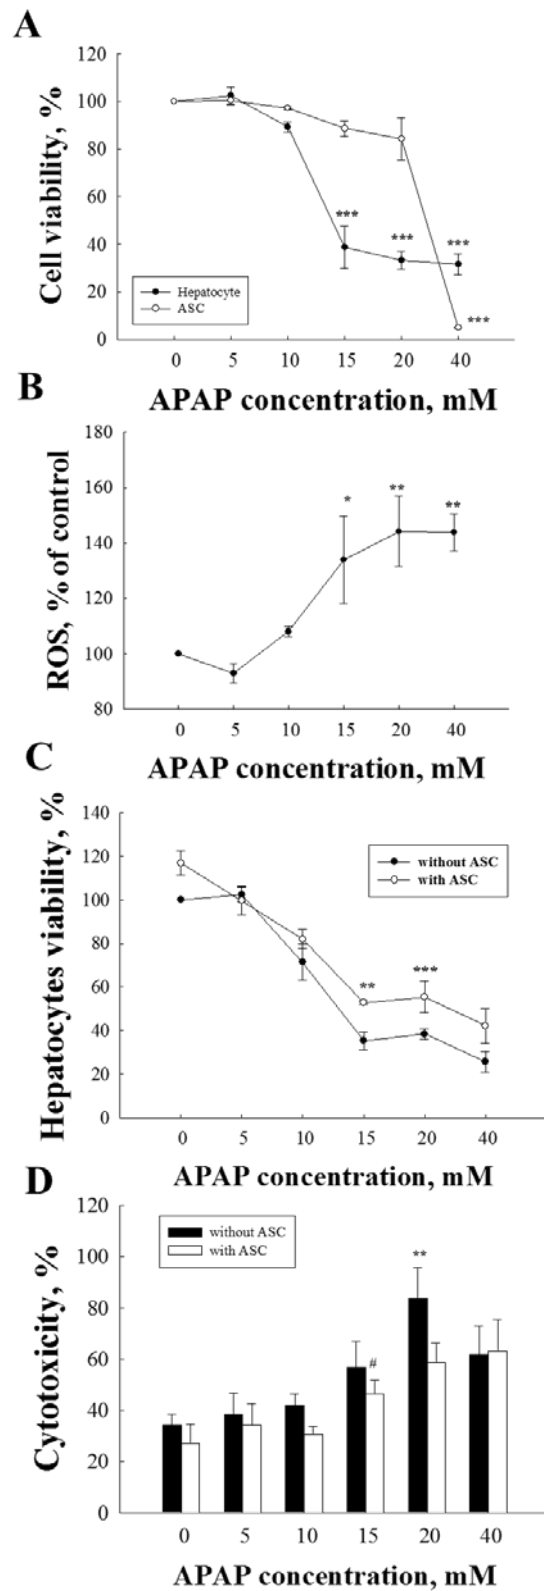 A
Cell viability, %
120
100
80
60
40
20
0
***
***
***
***
Hepatocyte
ASC
0 5 10 15 20 40
APAP concentration, mM
B
ROS, % of control
180
160
140
120
100
80
*
**
**
0 5 10 15 20 40
APAP concentration, mM
C
Hepatocytes viability, %
140
120
100
80
60
40
20
0
without ASC
with ASC
**
***
0 5 10 15 20 40
APAP concentration, mM
D
Cytotoxicity, %
120
100
80
60
40
20
0
without ASC
with ASC
#
**
0 5 10 15 20 40
APAP concentration, mM